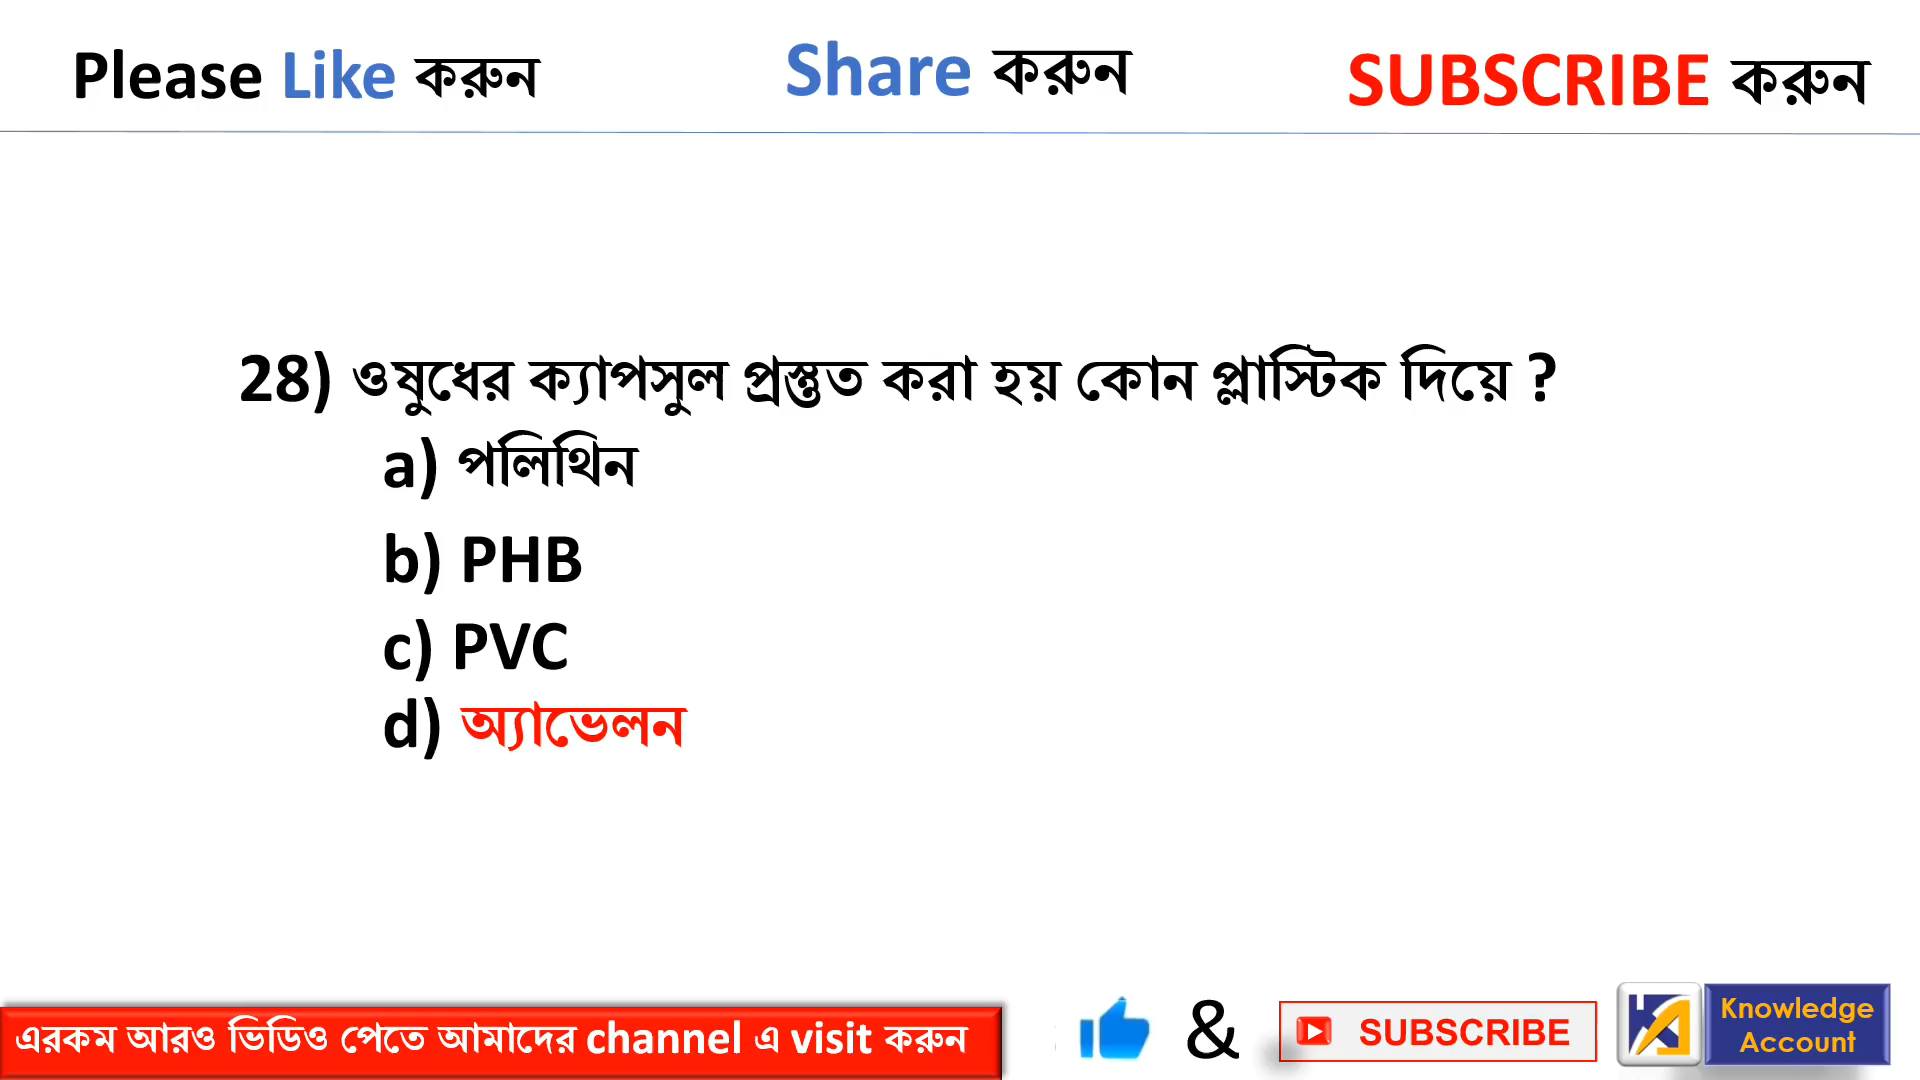 Please Like করুন
Share করুন
SUBSCRIBE করুন
28) ওষুধের ক্যাপসুল প্রস্তুত করা হয় কোন প্লাস্টিক দিয়ে ?
a) পলিথিন
b) PHB
c) PVC
d) অ্যাভেলন
এরকম আরও ভিডিও পেতে আমাদের channel এ visit করুন
&
SUBSCRIBE
Knowledge
Account